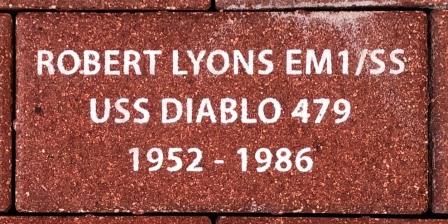 ROBERT LYONS EM1/SS
USS DIABLO 479
1952 - 1986